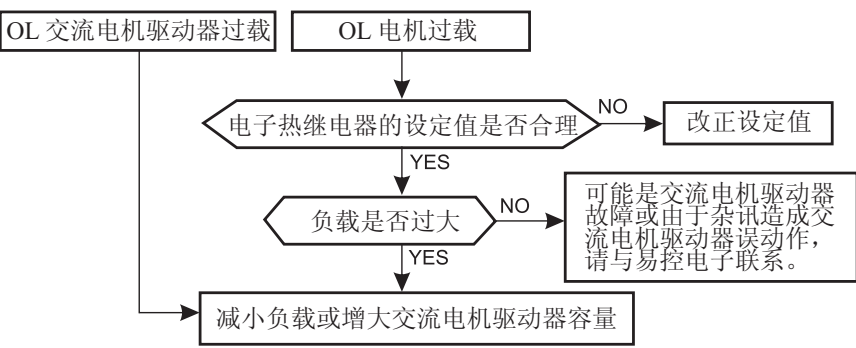 OL 交流电机驱动器过载
OL 电机过载
电子热继电器的设定值是否合理
NO
改正设定值
YES
负载是否过大
NO
可能是交流电机驱动器
故障或由于杂讯造成交
流电机驱动器误动作，
请与易控电子联系。
YES
减小负载或增大交流电机驱动器容量